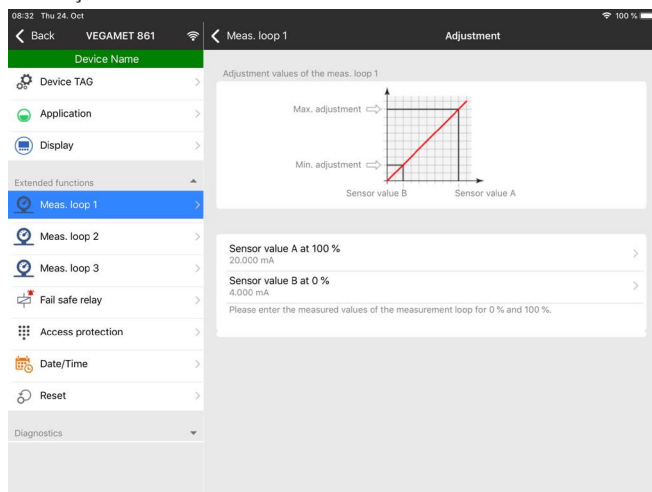 08:32 Thu 24. Oct
100 %
Back
VEGAMET 861
Meas. loop 1
Adjustment
Device Name
Device TAG
Application
Display
Extended functions
Meas. loop 1
Meas. loop 2
Meas. loop 3
Fail safe relay
Access protection
Date/Time
Reset
Diagnostics
Adjustment values of the meas. loop 1
Max. adjustment
Min. adjustment
Sensor value B
Sensor value A
Sensor value A at 100 %
20.000 mA
Sensor value B at 0 %
4.000 mA
Please enter the measured values of the measurement loop for 0 % and 100 %.